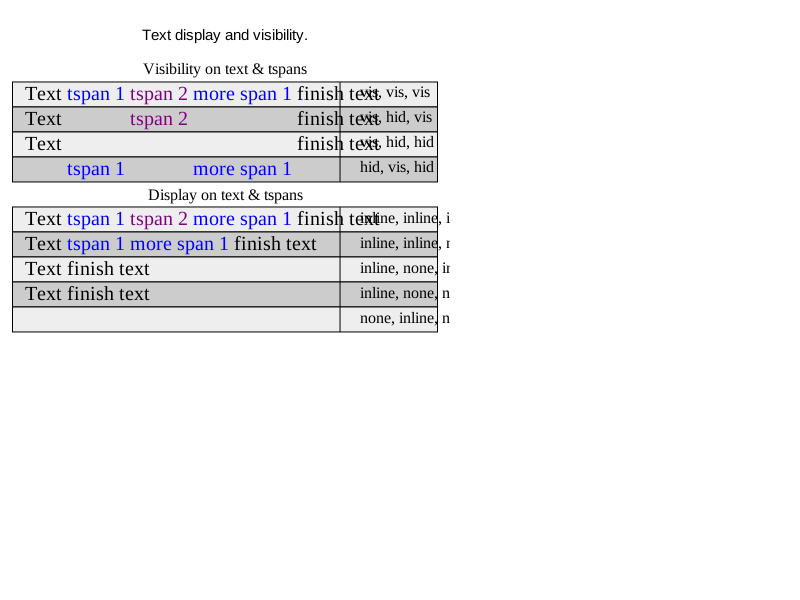 Text display and visibility.
Visibility on text & tspans
Text tspan 1 tspan 2 more span 1 finish text vis, vis, vis
Text tspan 2 finish text vis, hid, vis
Text finish text vis, hid, hid
tspan 1 more span 1 hid, vis, hid
Display on text & tspans
Text tspan 1 tspan 2 more span 1 finish text inline, inline, i
Text tspan 1 more span 1 finish text inline, inline, n
Text finish text inline, none, in
Text finish text inline, none, n
none, inline, n